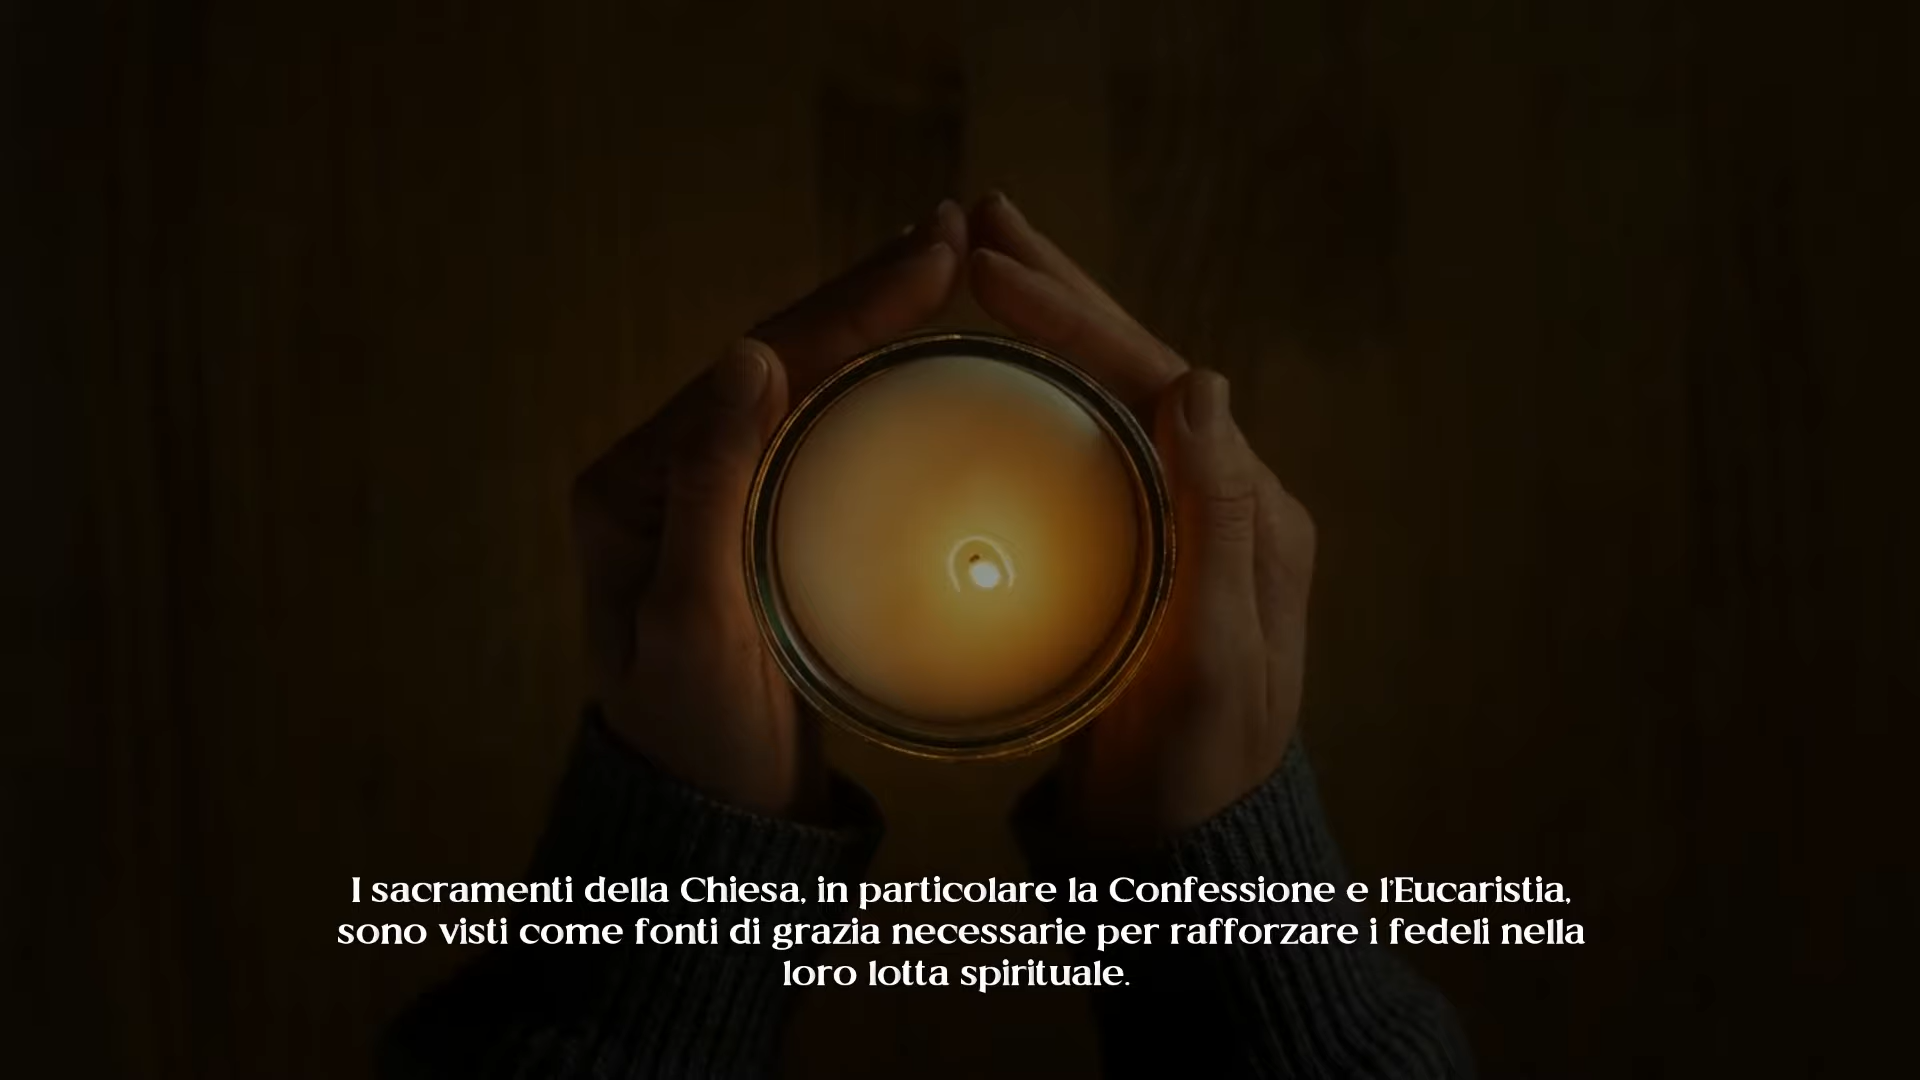 I sacramenti della Chiesa, in particolare la Confessione e l'Eucaristia,
sono visti come fonti di grazia necessarie per rafforzare i fedeli nella
loro lotta spirituale.